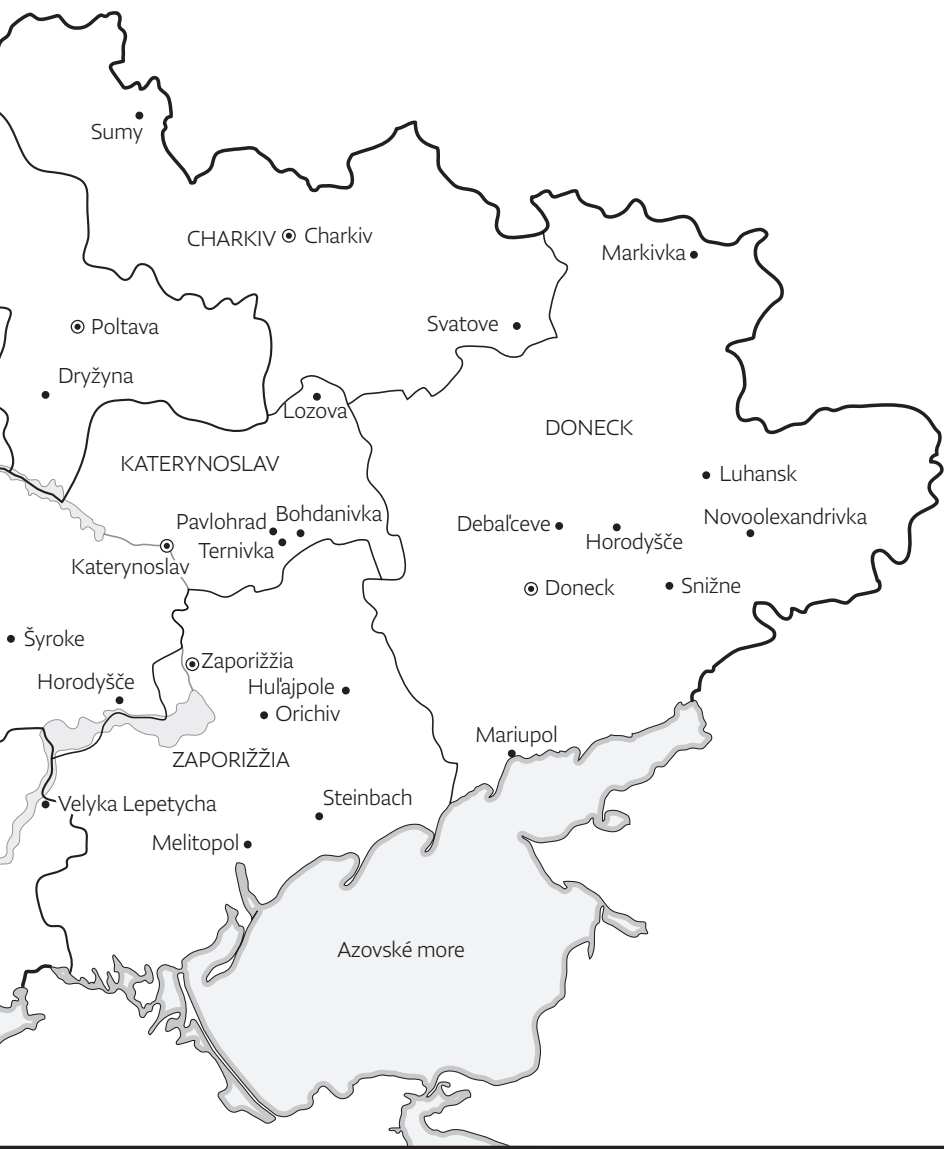 Sumy
CHARKIV
Charkiv
Markivka
Svatove
Poltava
Dryžyna
Lozova
DONECK
KATERYNOSLAV
Luhansk
Pavlohrad
Bohdanivka
Ternivka
Debaľceve
Horodyšče
Novoolexandrivka
Katerynoslav
Doneck
Snižne
Šyroke
Zaporižžia
Horodyšče
Huľajpole
Orichiv
Mariupol
ZAPORIŽŽIA
Velyka Lepetycha
Steinbach
Melitopol
Azovské more